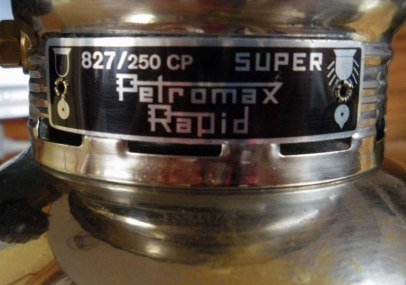 827/250 CP SUPER
Petromax
Rapid